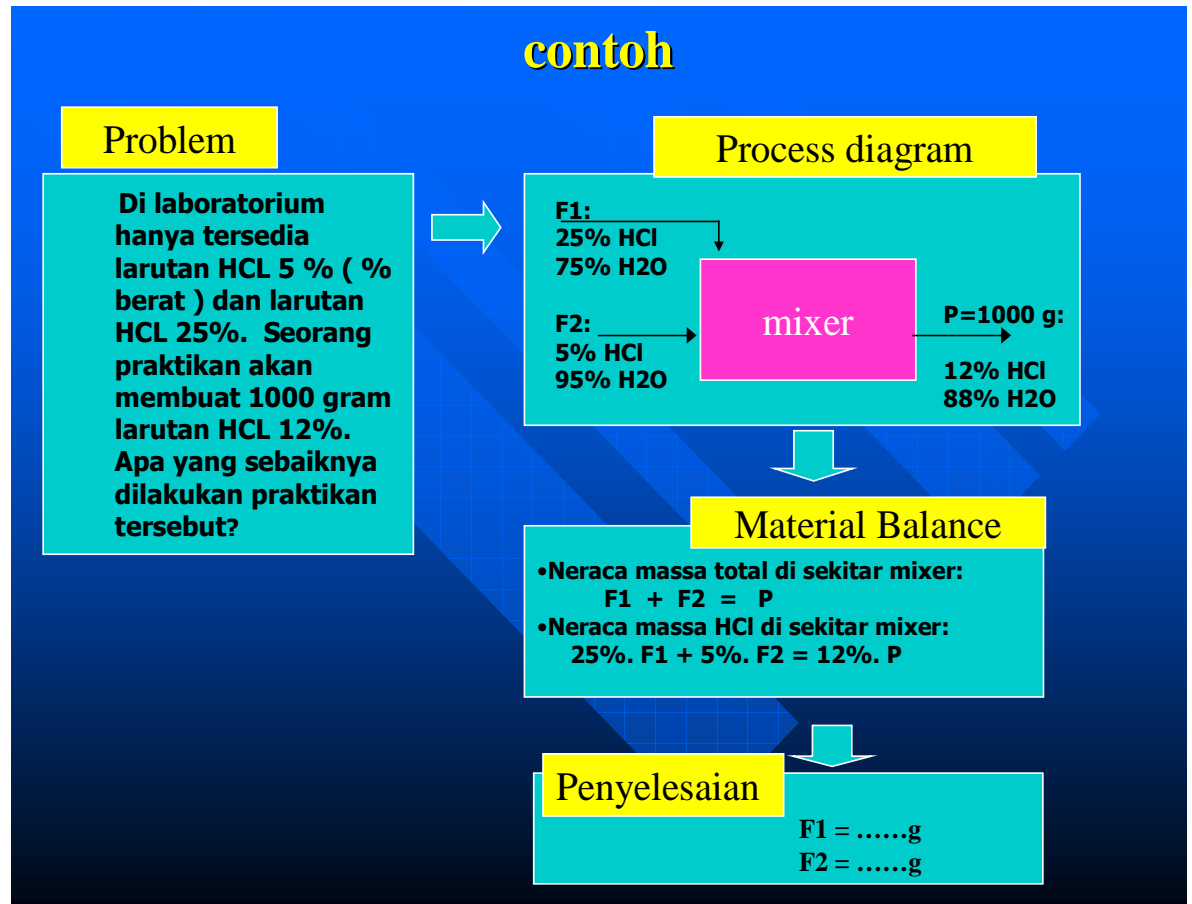 contoh
Problem
Di laboratorium
hanya tersedia
larutan HCL 5 % ( %
berat ) dan larutan
HCL 25%.  Seorang
praktikan akan
membuat 1000 gram
larutan HCL 12%.
Apa yang sebaiknya
dilakukan praktikan
tersebut?
Process diagram
F1:
25% HCl
75% H2O
F2:
5% HCl
95% H2O
mixer
P=1000 g:
12% HCl
88% H2O
Material Balance
•Neraca massa total di sekitar mixer:
F1 + F2 = P
•Neraca massa HCl di sekitar mixer:
25%. F1 + 5%. F2 = 12%. P
Penyelesaian
F1 = ……g
F2 = ……g